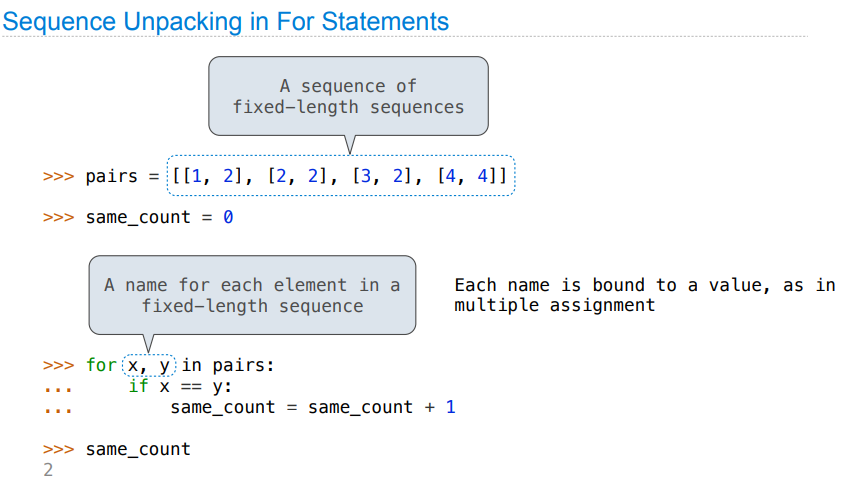 Sequence Unpacking in For Statements
A sequence of
fixed-length sequences
>>> pairs = [[1, 2], [2, 2], [3, 2], [4, 4]]
>>> same_count = 0
A name for each element in a
fixed-length sequence
Each name is bound to a value, as in
multiple assignment
>>> for x, y in pairs:
...     if x == y:
...         same_count = same_count + 1
>>> same_count
2